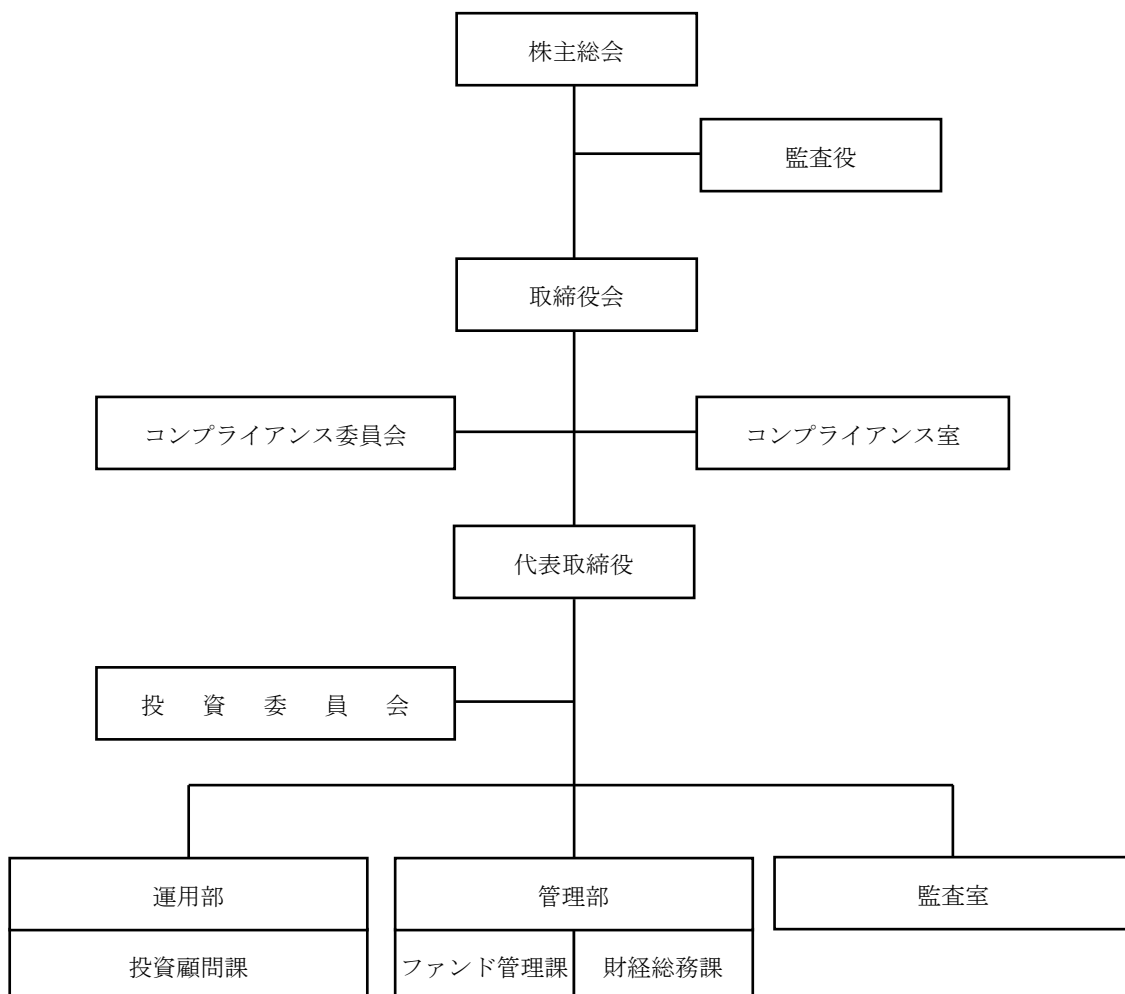 株主総会
監査役
取締役会
コンプライアンス委員会
コンプライアンス室
代表取締役
投資委員会
運用部
管理部
監査室
投資顧問課
ファンド管理課
財経総務課